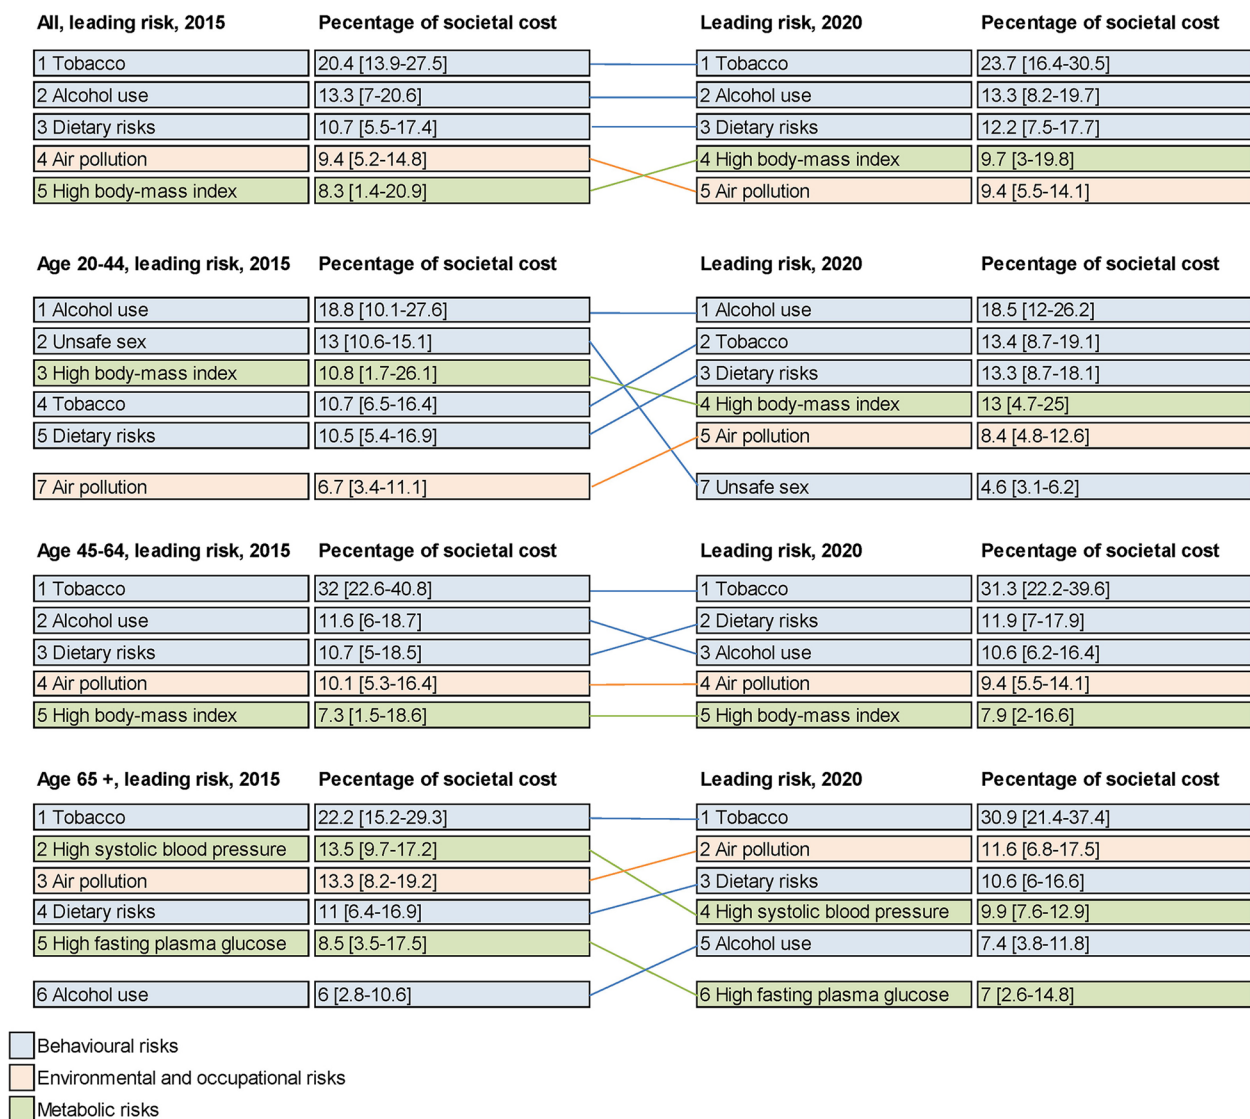 All, leading risk, 2015 Pecentage of societal cost Leading risk, 2020 Pecentage of societal cost
1 Tobacco 20.4 [13.9-27.5] 1 Tobacco 23.7 [16.4-30.5]
2 Alcohol use 13.3 [7-20.6] 2 Alcohol use 13.3 [8.2-19.7]
3 Dietary risks 10.7 [5.5-17.4] 3 Dietary risks 12.2 [7.5-17.7]
4 Air pollution 9.4 [5.2-14.8] 4 High body-mass index 9.7 [3-19.8]
5 High body-mass index 8.3 [1.4-20.9] 5 Air pollution 9.4 [5.5-14.1]
Age 20-44, leading risk, 2015 Pecentage of societal cost Leading risk, 2020 Pecentage of societal cost
1 Alcohol use 18.8 [10.1-27.6] 1 Alcohol use 18.5 [12-26.2]
2 Unsafe sex 13 [10.6-15.1] 2 Tobacco 13.4 [8.7-19.1]
3 High body-mass index 10.8 [1.7-26.1] 3 Dietary risks 13.3 [8.7-18.1]
4 Tobacco 10.7 [6.5-16.4] 4 High body-mass index 13 [4.7-25]
5 Dietary risks 10.5 [5.4-16.9] 5 Air pollution 8.4 [4.8-12.6]
7 Air pollution 6.7 [3.4-11.1] 7 Unsafe sex 4.6 [3.1-6.2]
Age 45-64, leading risk, 2015 Pecentage of societal cost Leading risk, 2020 Pecentage of societal cost
1 Tobacco 32 [22.6-40.8] 1 Tobacco 31.3 [22.2-39.6]
2 Alcohol use 11.6 [6-18.7] 2 Dietary risks 11.9 [7-17.9]
3 Dietary risks 10.7 [5-18.5] 3 Alcohol use 10.6 [6.2-16.4]
4 Air pollution 10.1 [5.3-16.4] 4 Air pollution 9.4 [5.5-14.1]
5 High body-mass index 7.3 [1.5-18.6] 5 High body-mass index 7.9 [2-16.6]
Age 65 +, leading risk, 2015 Pecentage of societal cost Leading risk, 2020 Pecentage of societal cost
1 Tobacco 22.2 [15.2-29.3] 1 Tobacco 30.9 [21.4-37.4]
2 High systolic blood pressure 13.5 [9.7-17.2] 2 Air pollution 11.6 [6.8-17.5]
3 Air pollution 13.3 [8.2-19.2] 3 Dietary risks 10.6 [6-16.6]
4 Dietary risks 11 [6.4-16.9] 4 High systolic blood pressure 9.9 [7.6-12.9]
5 High fasting plasma glucose 8.5 [3.5-17.5] 5 Alcohol use 7.4 [3.8-11.8]
6 Alcohol use 6 [2.8-10.6] 6 High fasting plasma glucose 7 [2.6-14.8]
Behavioural risks
Environmental and occupational risks
Metabolic risks